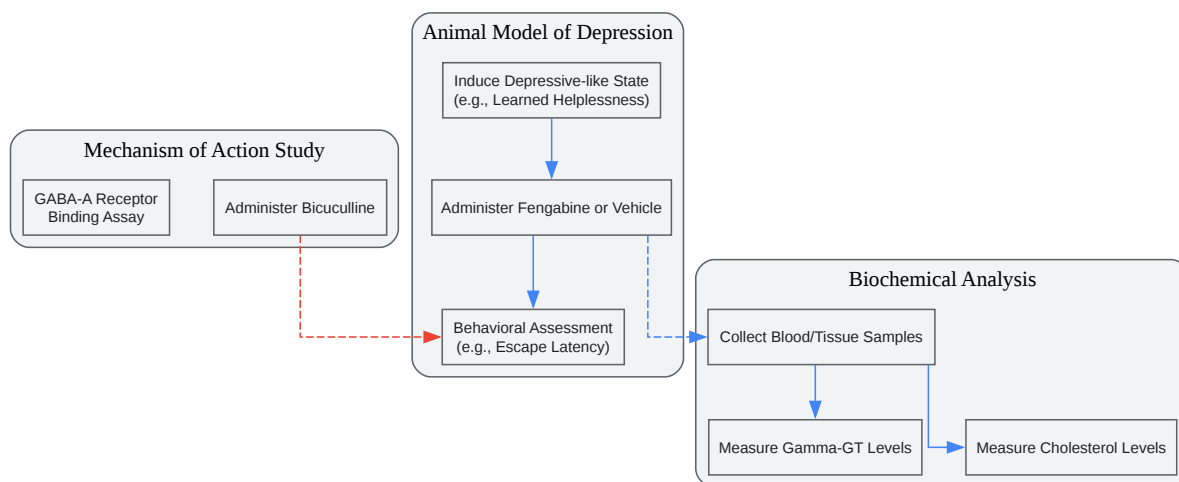 Animal Model of Depression
Induce Depressive-like State
(e.g., Learned Helplessness)
Mechanism of Action Study
GABA-A Receptor
Binding Assay
Administer Bicuculline
Administer Fengabine or Vehicle
Biochemical Analysis
Behavioral Assessment
(e.g., Escape Latency)
Collect Blood/Tissue Samples
Measure Gamma-GT Levels
Measure Cholesterol Levels